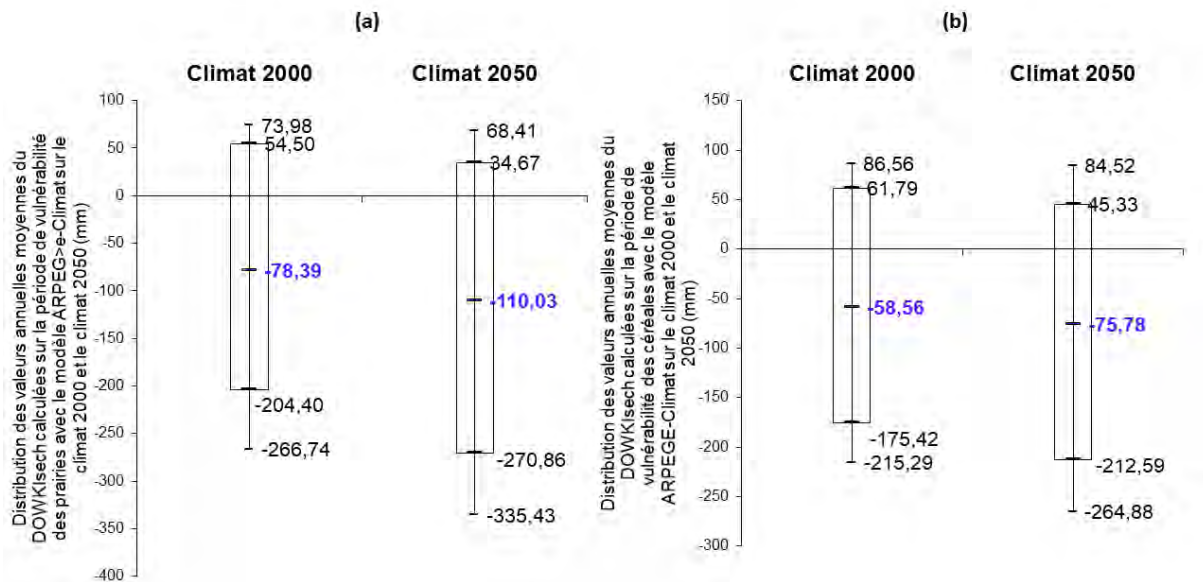 (a)
Climat 2000
Climat 2050
Distribution des valeurs annuelles moyennes du
DOWKIsech calculées sur la période de vulnérabilité
des prairies avec le modèle ARPEG>e-Climat sur le
climat 2000 et le climat 2050 (mm)
100
50
0
-50
-100
-150
-200
-250
-300
-350
-400
73,98
54,50
-78,39
-204,40
-266,74
68,41
34,67
-110,03
-270,86
-335,43
(b)
Climat 2000
Climat 2050
Distribution des valeurs annuelles moyennes du
DOWKIsech calculées sur la période de
vulnérabilité des céréales avec le modèle
ARPEGE-Climat sur le climat 2000 et le climat
2050 (mm)
150
100
50
0
-50
-100
-150
-200
-250
-300
86,56
61,79
-58,56
-175,42
-215,29
84,52
45,33
-75,78
-212,59
-264,88